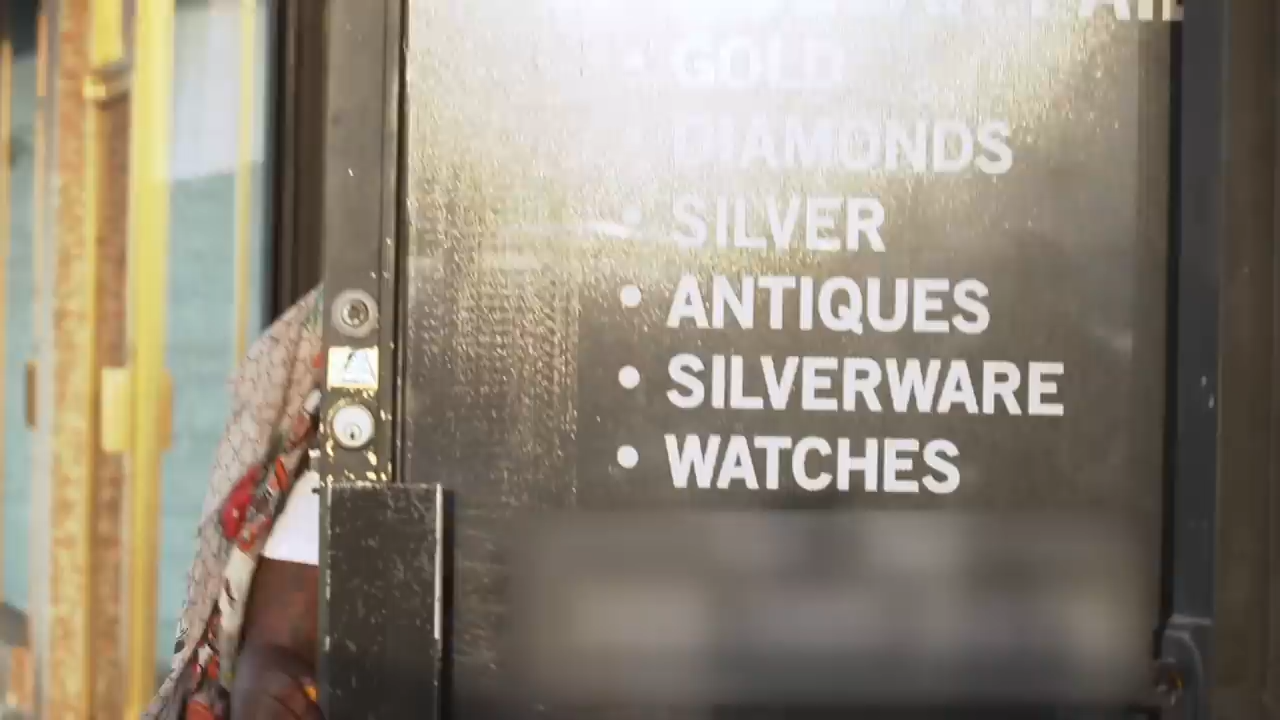 • GOLD
• DIAMONDS
• SILVER
• ANTIQUES
• SILVERWARE
• WATCHES